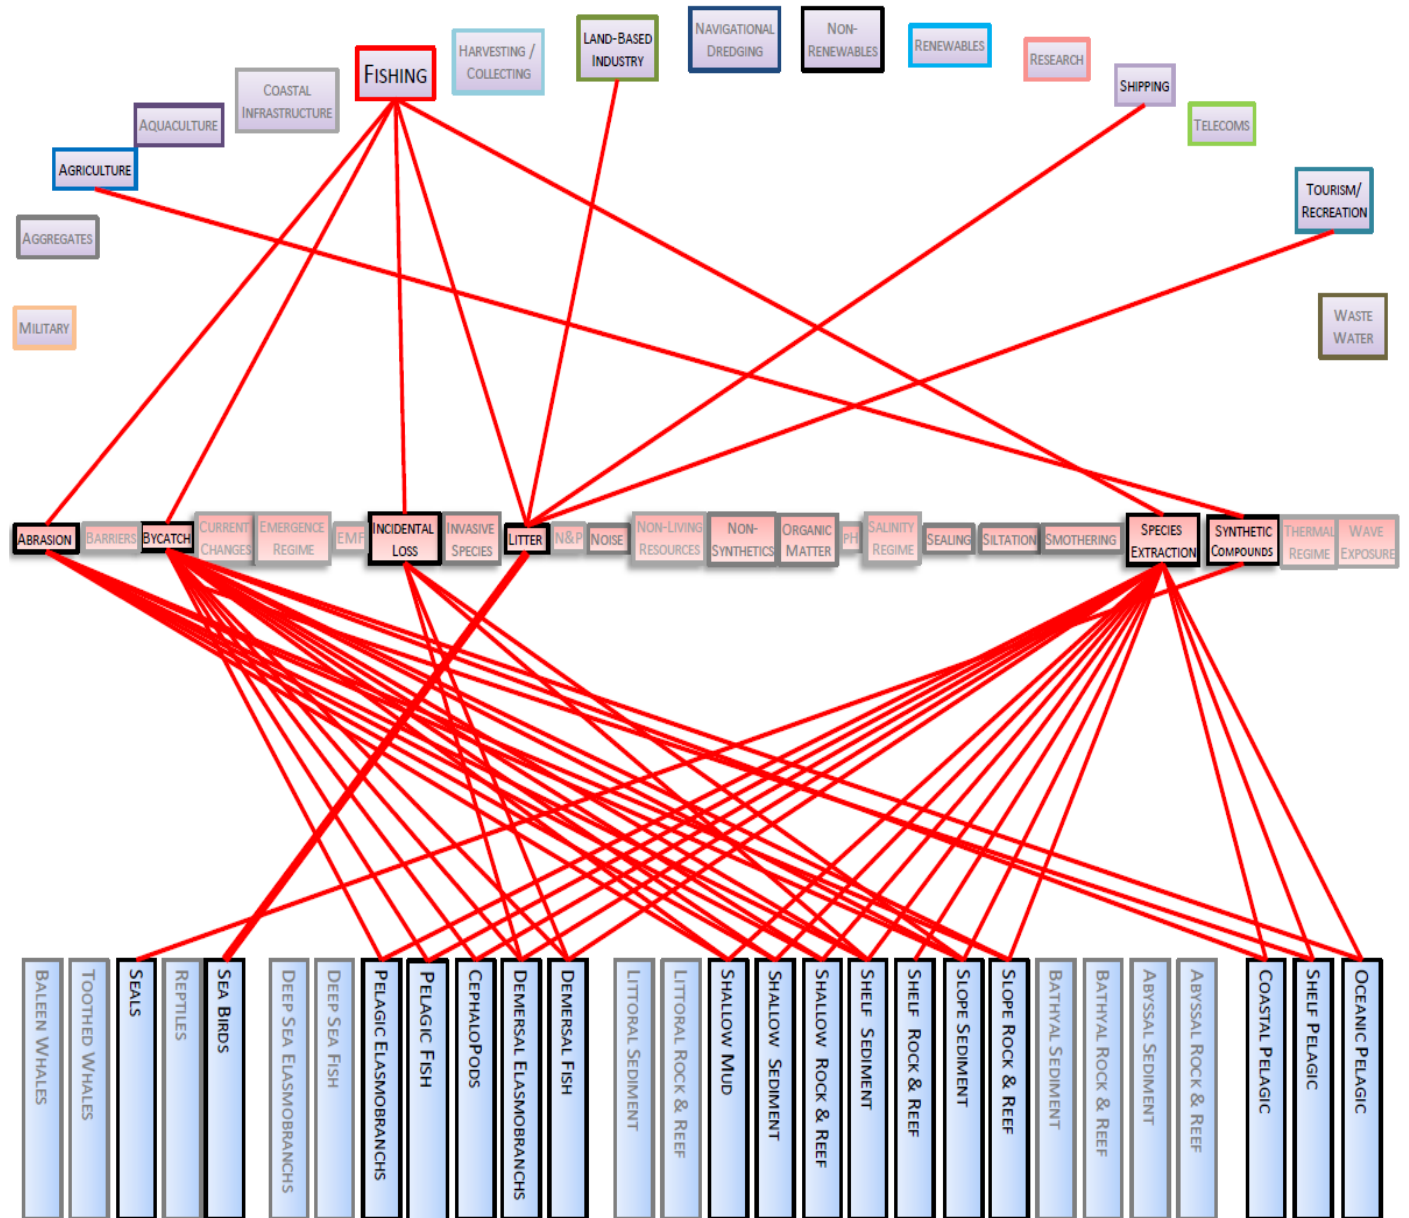 NAVIGATIONAL
DREDGING
NON-
RENEWABLES
LAND-BASED
INDUSTRY
RENEWABLES
HARVESTING /
COLLECTING
RESEARCH
FISHING
SHIPPING
COASTAL
INFRASTRUCTURE
AQUACULTURE
TELECOMS
AGRICULTURE
TOURISM/
RECREATION
AGGREGATES
MILITARY
WASTE
WATER
ABRASION
BARRIERS
BYCATCH
CURRENT
CHANGES
EMERGENCE
REGIME
EMF
INCIDENTAL
LOSS
INVASIVE
SPECIES
LITTER
N&P
NOISE
NON-LIVING
RESOURCES
NON-
SYNTHETICS
ORGANIC
MATTER
PH
SALINITY
REGIME
SEALING
SILTATION
SMOTHERING
SPECIES
EXTRACTION
SYNTHETIC
COMPOUNDS
THERMAL
REGIME
WAVE
EXPOSURE
BALEEN WHALES
TOOTHED WHALES
SEALS
REPTILES
SEA BIRDS
DEEP SEA ELASMOBRANCHS
DEEP SEA FISH
PELAGIC ELASMOBRANCHS
PELAGIC FISH
CEPHALOPODS
DEMERSAL ELASMOBRANCHS
DEMERSAL FISH
LITTORAL SEDIMENT
LITTORAL ROCK & REEF
SHALLOW MUD
SHALLOW SEDIMENT
SHALLOW ROCK & REEF
SHELF SEDIMENT
SHELF ROCK & REEF
SLOPE SEDIMENT
SLOPE ROCK & REEF
BATHYAL SEDIMENT
BATHYAL ROCK & REEF
ABYSSAL SEDIMENT
ABYSSAL ROCK & REEF
COASTAL PELAGIC
SHELF PELAGIC
OCEANIC PELAGIC